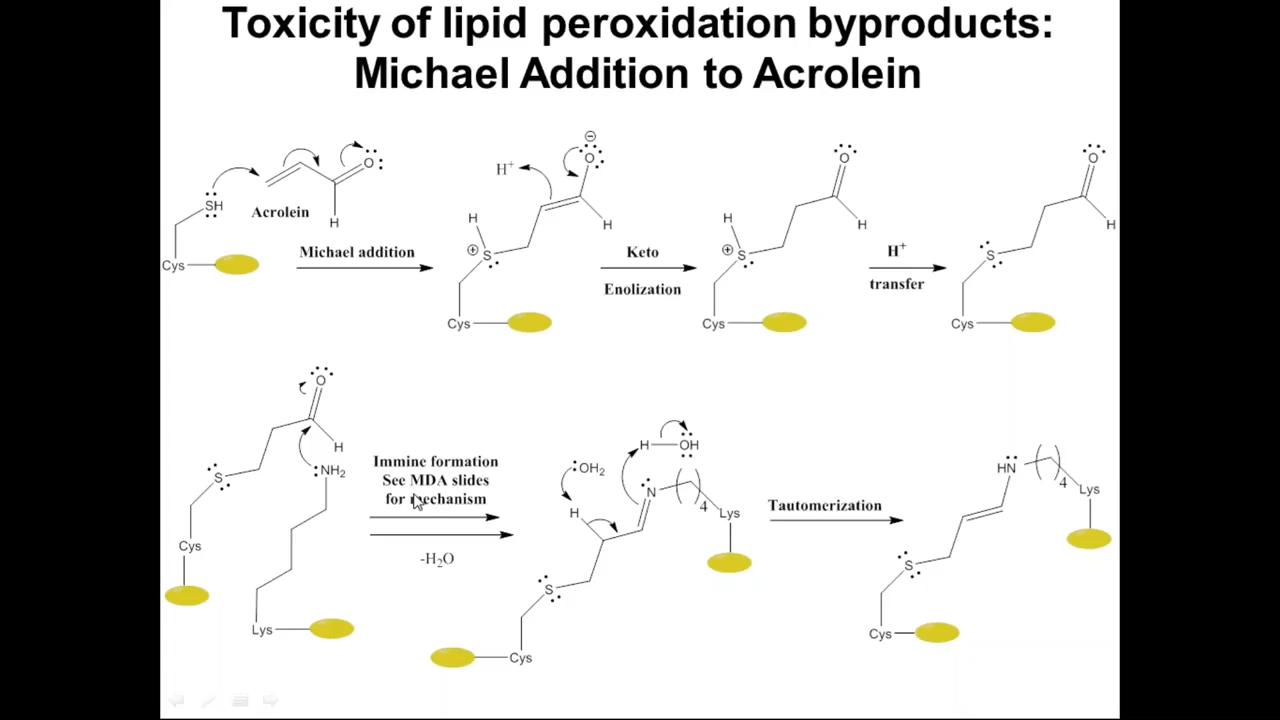 Toxicity of lipid peroxidation byproducts:
Michael Addition to Acrolein
SH
Acrolein
O
H
Cys
Michael addition
H⁺
⊖
O
H
H
⊕
S
Cys
Keto
Enolization
O
H
H
⊕
S
Cys
H⁺
transfer
O
H
S
Cys
O
H
NH₂
S
Cys
Lys
Immine formation
See MDA slides
for mechanism
-H₂O
H
OH
OH₂
H
N
4
Lys
S
Cys
Tautomerization
HN
4
Lys
S
Cys